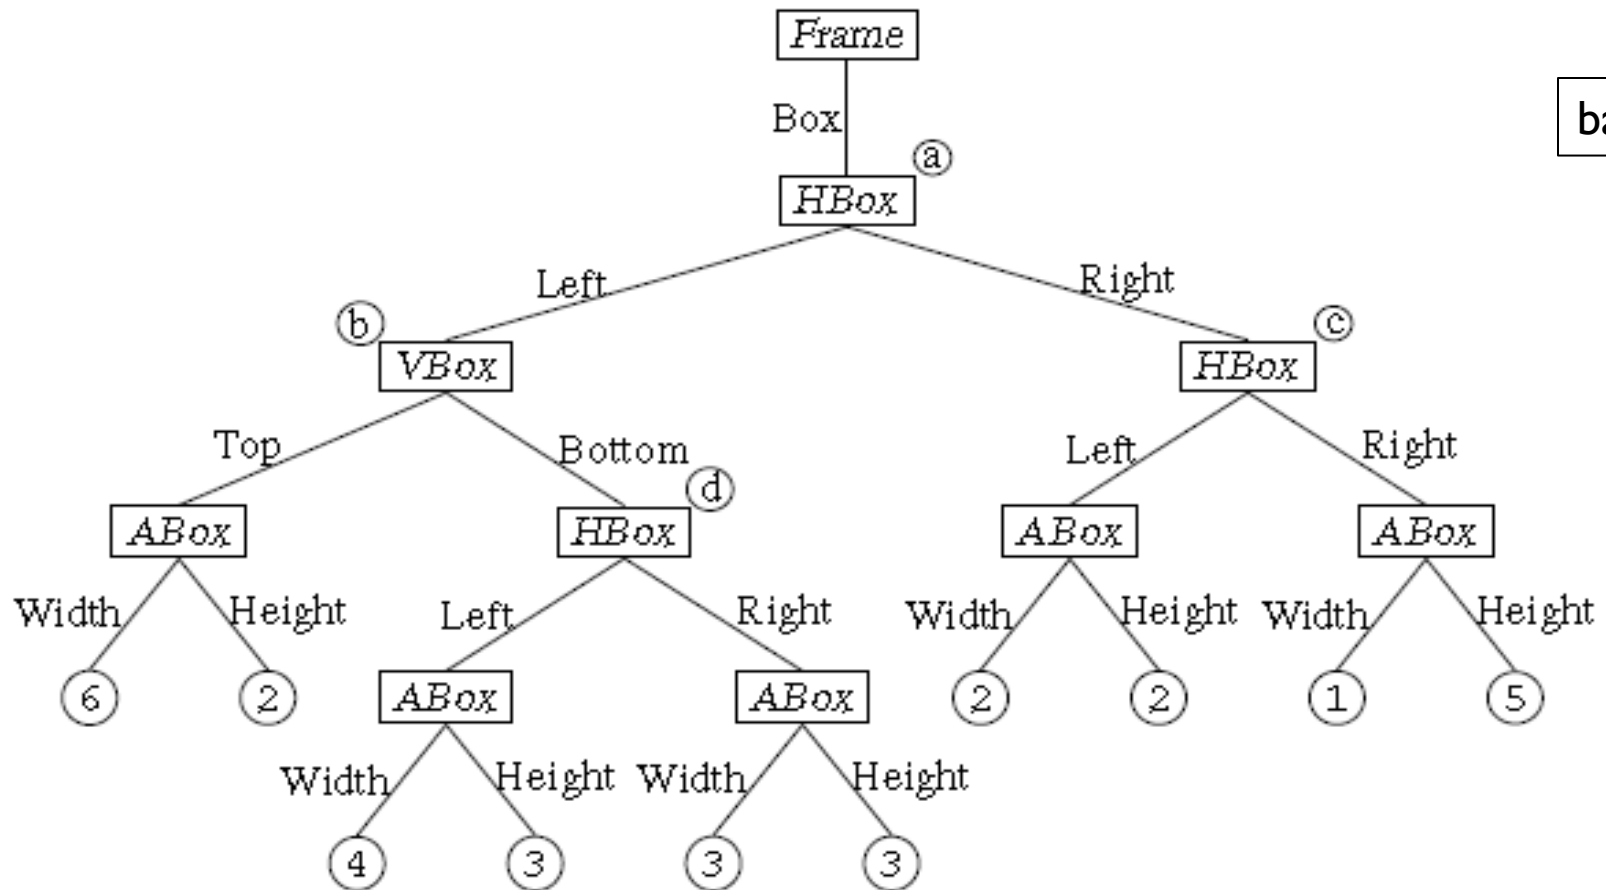 Frame
Box
ba
a
HBox
Left Right
b c
VBox HBox
Top Bottom Left Right
d
ABox HBox ABox ABox
Width Height Left Right Width Height Width Height
6 2 ABox ABox 2 2 1 5
Width Height Width Height
4 3 3 3